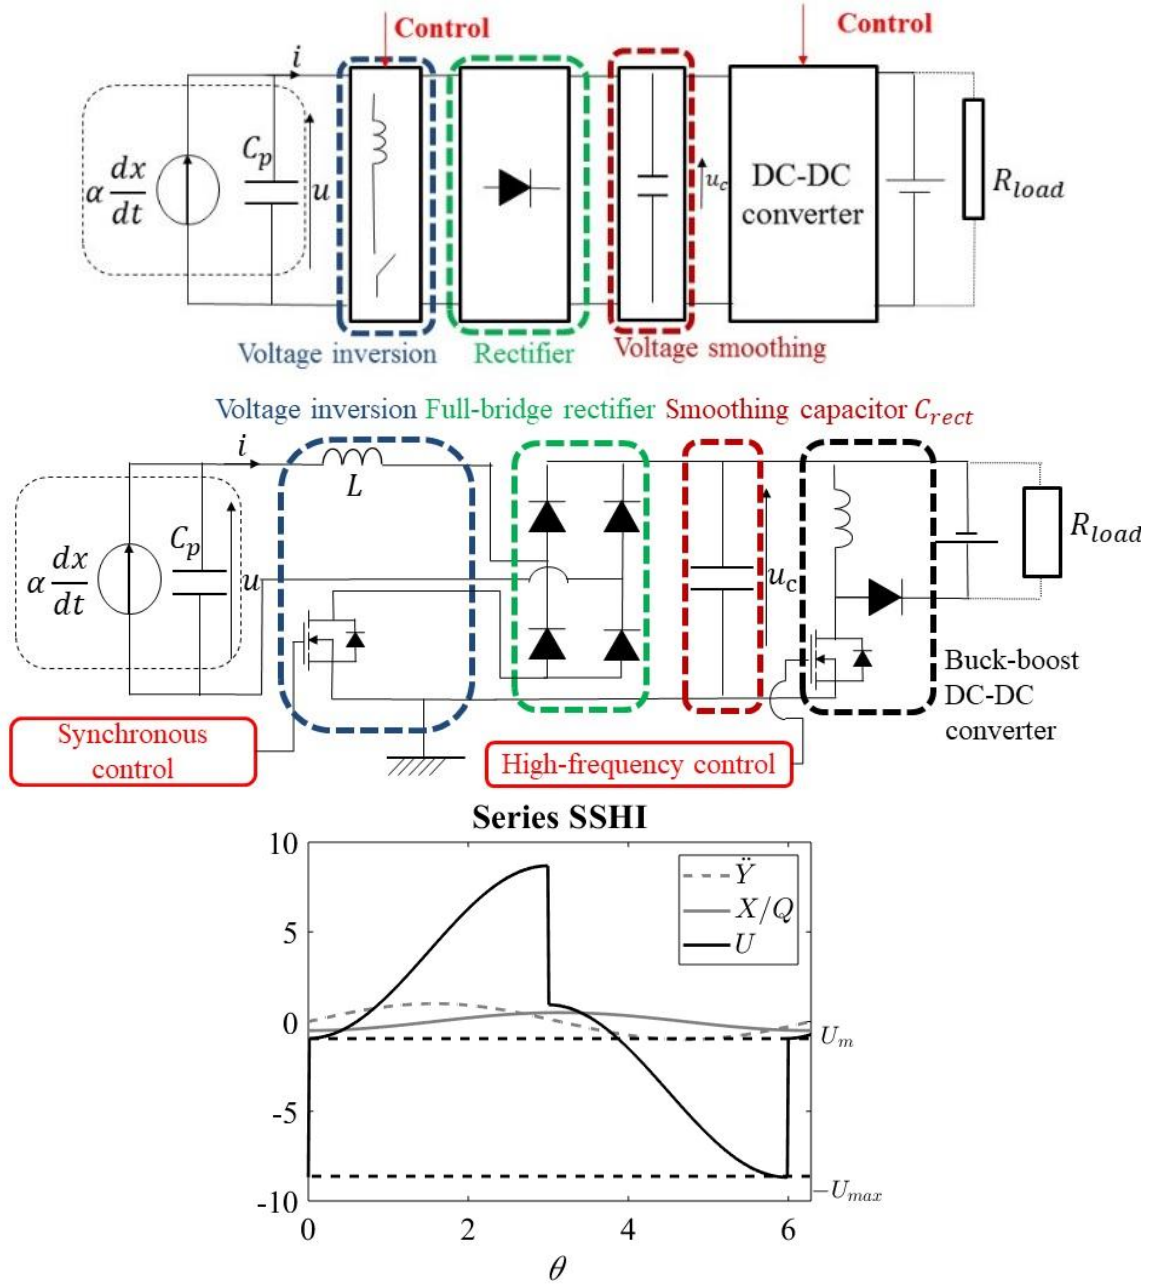 Control
Control
i
α dx/dt
C_p
u
u_c
DC-DC
converter
R_load
Voltage inversion
Rectifier
Voltage smoothing
Voltage inversion Full-bridge rectifier Smoothing capacitor C_rect
i
L
α dx/dt
C_p
u
u_c
R_load
Buck-boost
DC-DC
converter
Synchronous
control
High-frequency control
Series SSHI
10
5
0
-5
-10
Ÿ
X/Q
U
U_m
-U_max
0
2
4
6
θ